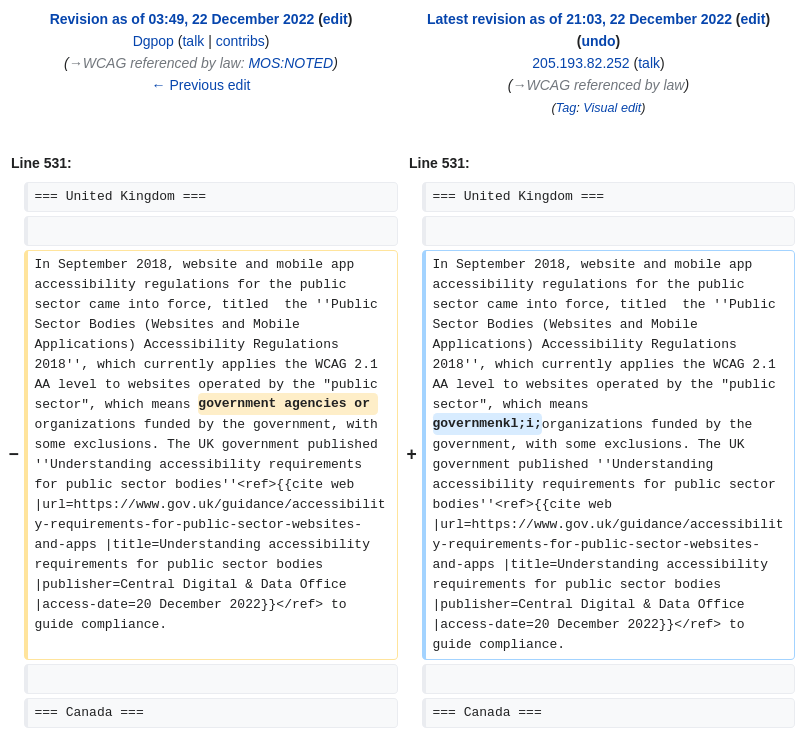 Revision as of 03:49, 22 December 2022 (edit)
Dgpop (talk | contribs)
(→WCAG referenced by law: MOS:NOTED)
← Previous edit
Latest revision as of 21:03, 22 December 2022 (edit)
(undo)
205.193.82.252 (talk)
(→WCAG referenced by law)
(Tag: Visual edit)
Line 531:
Line 531:
=== United Kingdom ===
=== United Kingdom ===
−
In September 2018, website and mobile app
accessibility regulations for the public
sector came into force, titled  the ''Public
Sector Bodies (Websites and Mobile
Applications) Accessibility Regulations
2018'', which currently applies the WCAG 2.1
AA level to websites operated by the "public
sector", which means government agencies or
organizations funded by the government, with
some exclusions. The UK government published
''Understanding accessibility requirements
for public sector bodies''<ref>{{cite web
|url=https://www.gov.uk/guidance/accessibilit
y-requirements-for-public-sector-websites-
and-apps |title=Understanding accessibility
requirements for public sector bodies
|publisher=Central Digital & Data Office
|access-date=20 December 2022}}</ref> to
guide compliance.
+
In September 2018, website and mobile app
accessibility regulations for the public
sector came into force, titled  the ''Public
Sector Bodies (Websites and Mobile
Applications) Accessibility Regulations
2018'', which currently applies the WCAG 2.1
AA level to websites operated by the "public
sector", which means
governmenkl;i;organizations funded by the
government, with some exclusions. The UK
government published ''Understanding
accessibility requirements for public sector
bodies''<ref>{{cite web
|url=https://www.gov.uk/guidance/accessibilit
y-requirements-for-public-sector-websites-
and-apps |title=Understanding accessibility
requirements for public sector bodies
|publisher=Central Digital & Data Office
|access-date=20 December 2022}}</ref> to
guide compliance.
=== Canada ===
=== Canada ===